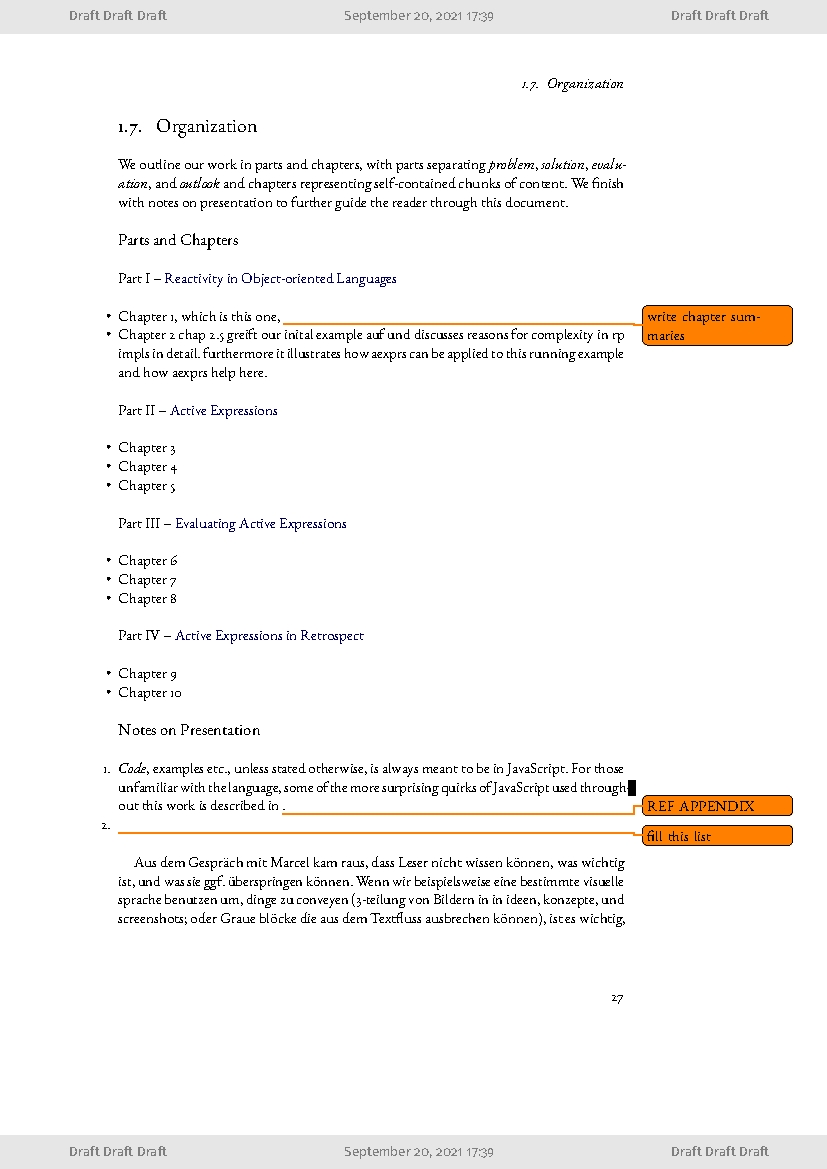 Draft Draft Draft September 20, 2021 17:39 Draft Draft Draft
1.7. Organization
1.7. Organization
We outline our work in parts and chapters, with parts separating problem, solution, evalu-
ation, and outlook and chapters representing self-contained chunks of content. We finish
with notes on presentation to further guide the reader through this document.
Parts and Chapters
Part I – Reactivity in Object-oriented Languages
• Chapter 1, which is this one,
write chapter sum-
maries
• Chapter 2 chap 2.5 greift our inital example auf und discusses reasons for complexity in rp
impls in detail. furthermore it illustrates how aexprs can be applied to this running example
and how aexprs help here.
Part II – Active Expressions
• Chapter 3
• Chapter 4
• Chapter 5
Part III – Evaluating Active Expressions
• Chapter 6
• Chapter 7
• Chapter 8
Part IV – Active Expressions in Retrospect
• Chapter 9
• Chapter 10
Notes on Presentation
1. Code, examples etc., unless stated otherwise, is always meant to be in JavaScript. For those
unfamiliar with the language, some of the more surprising quirks of JavaScript used through-
out this work is described in .
REF APPENDIX
2.
fill this list
Aus dem Gespräch mit Marcel kam raus, dass Leser nicht wissen können, was wichtig
ist, und was sie ggf. überspringen können. Wenn wir beispielsweise eine bestimmte visuelle
sprache benutzen um, dinge zu conveyen (3-teilung von Bildern in in ideen, konzepte, und
screenshots; oder Graue blöcke die aus dem Textfluss ausbrechen können), ist es wichtig,
27
Draft Draft Draft September 20, 2021 17:39 Draft Draft Draft